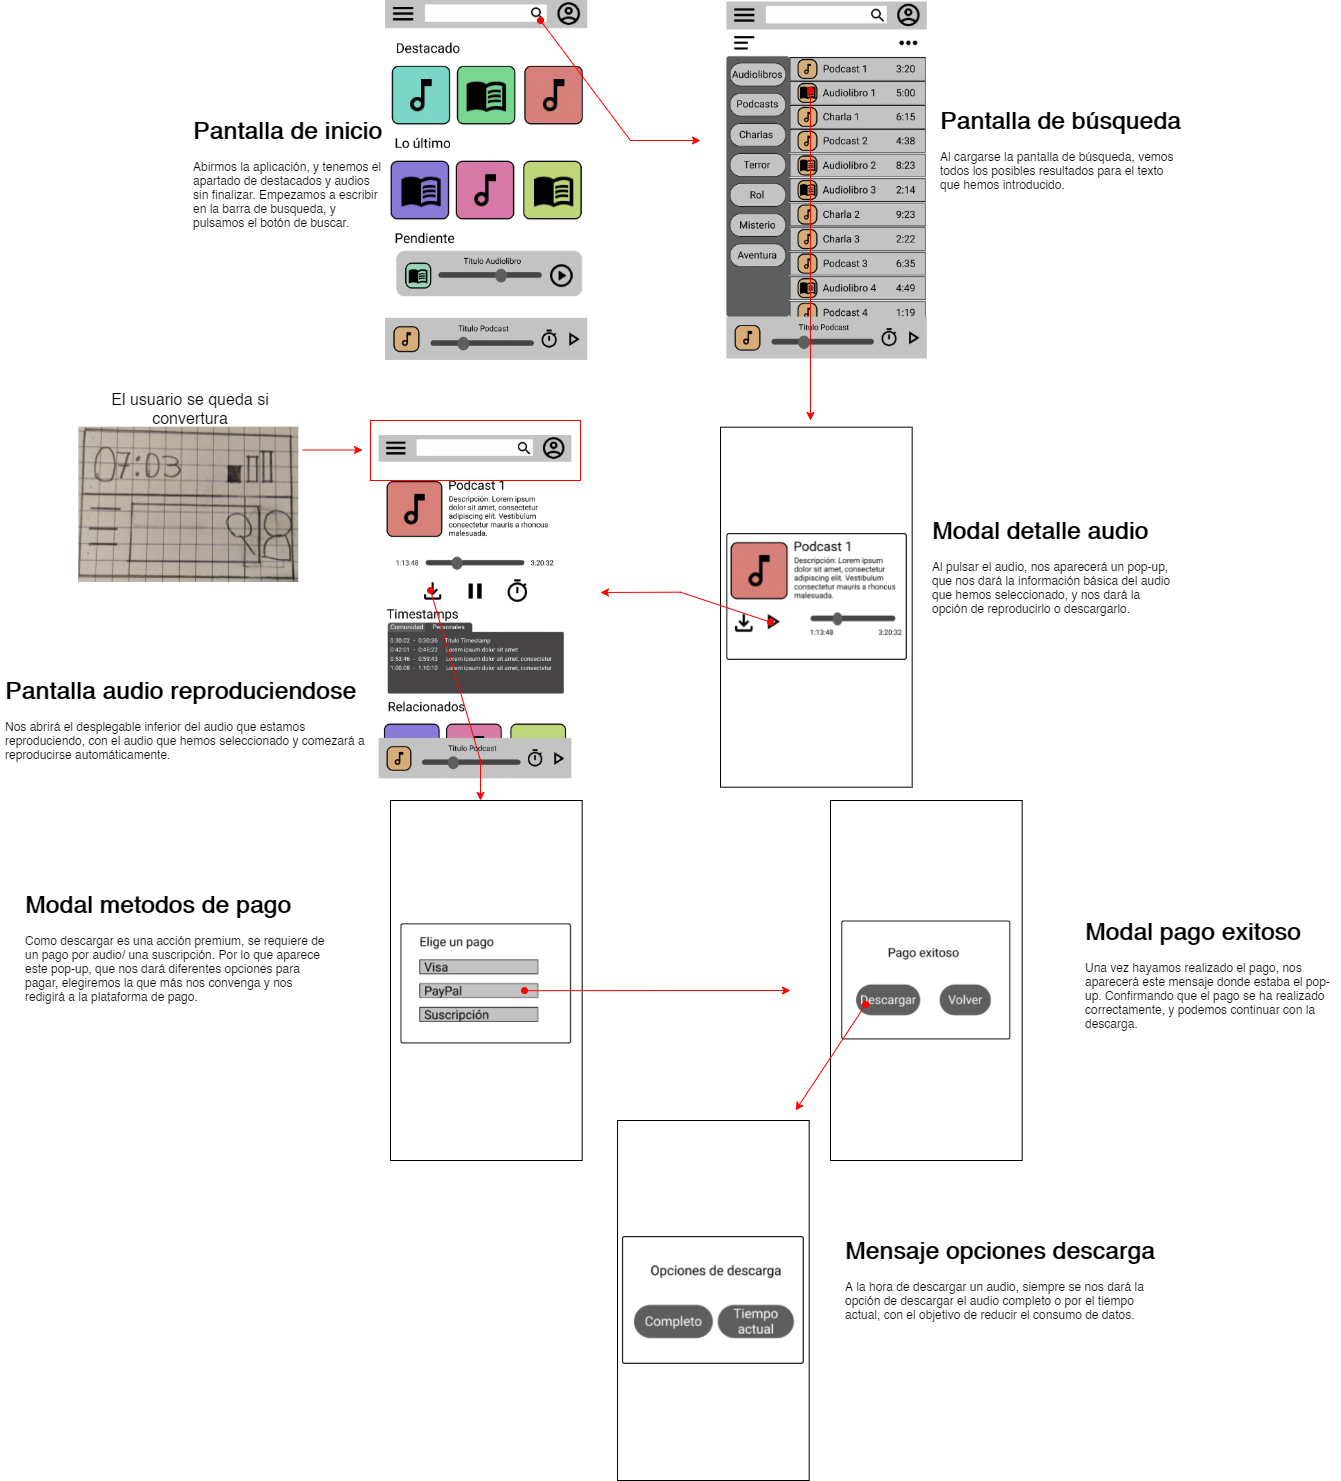 Destacado
Lo último
Pendiente
Titulo Audiolibro
Titulo Podcast
Pantalla de inicio
Abirmos la aplicación, y tenemos el
apartado de destacados y audios
sin finalizar. Empezamos a escribir
en la barra de busqueda, y
pulsamos el botón de buscar.
Audiolibros
Podcasts
Charlas
Terror
Rol
Misterio
Aventura
Podcast 1 3:20
Audiolibro 1 5:00
Charla 1 6:15
Podcast 2 4:38
Audiolibro 2 8:23
Audiolibro 3 2:14
Charla 2 9:23
Charla 3 2:22
Podcast 3 6:35
Audiolibro 4 4:49
Podcast 4 1:19
Titulo Podcast
Pantalla de búsqueda
Al cargarse la pantalla de búsqueda, vemos
todos los posibles resultados para el texto
que hemos introducido.
El usuario se queda si
convertura
07:03
Podcast 1
Descripción: Lorem ipsum
dolor sit amet, consectetur
adipiscing elit. Vestibulum
consectetur mauris a rhoncus
malesuada.
1:13:48 3:20:32
Timestamps
Comunidad Personales
0:30:02 - 0:30:36 Titulo Timestamp
0:42:01 - 0:45:22 Lorem ipsum dolor sit amet
0:53:46 - 0:59:43 Lorem ipsum dolor sit amet, consectetur
1:00:08 - 1:10:10 Lorem ipsum dolor sit amet, consectetur
Relacionados
Titulo Podcast
Pantalla audio reproduciendose
Nos abrirá el desplegable inferior del audio que estamos
reproduciendo, con el audio que hemos seleccionado y comezará a
reproducirse automáticamente.
Podcast 1
Descripción: Lorem ipsum
dolor sit amet, consectetur
adipiscing elit. Vestibulum
consectetur mauris a rhoncus
malesuada.
1:13:48 3:20:32
Modal detalle audio
Al pulsar el audio, nos aparecerá un pop-up,
que nos dará la información básica del audio
que hemos seleccionado, y nos dará la
opción de reproducirlo o descargarlo.
Modal metodos de pago
Como descargar es una acción premium, se requiere de
un pago por audio/ una suscripción. Por lo que aparece
este pop-up, que nos dará diferentes opciones para
pagar, elegiremos la que más nos convenga y nos
redigirá a la plataforma de pago.
Elige un pago
Visa
PayPal
Suscripción
Pago exitoso
Descargar Volver
Modal pago exitoso
Una vez hayamos realizado el pago, nos
aparecerá este mensaje donde estaba el pop-
up. Confirmando que el pago se ha realizado
correctamente, y podemos continuar con la
descarga.
Opciones de descarga
Completo
Tiempo
actual
Mensaje opciones descarga
A la hora de descargar un audio, siempre se nos dará la
opción de descargar el audio completo o por el tiempo
actual, con el objetivo de reducir el consumo de datos.